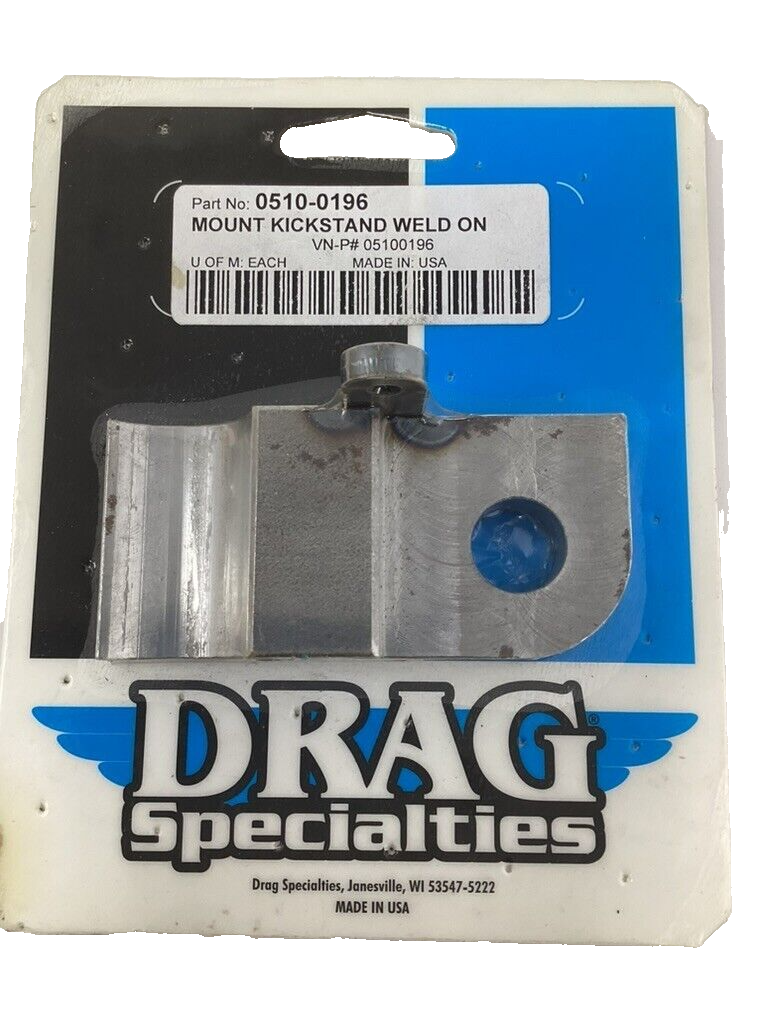 Part No: 0510-0196
MOUNT KICKSTAND WELD ON
VN-P# 05100196
U OF M: EACH MADE IN: USA
DRAG®
Specialties
Drag Specialties, Janesville, WI 53547-5222
MADE IN USA